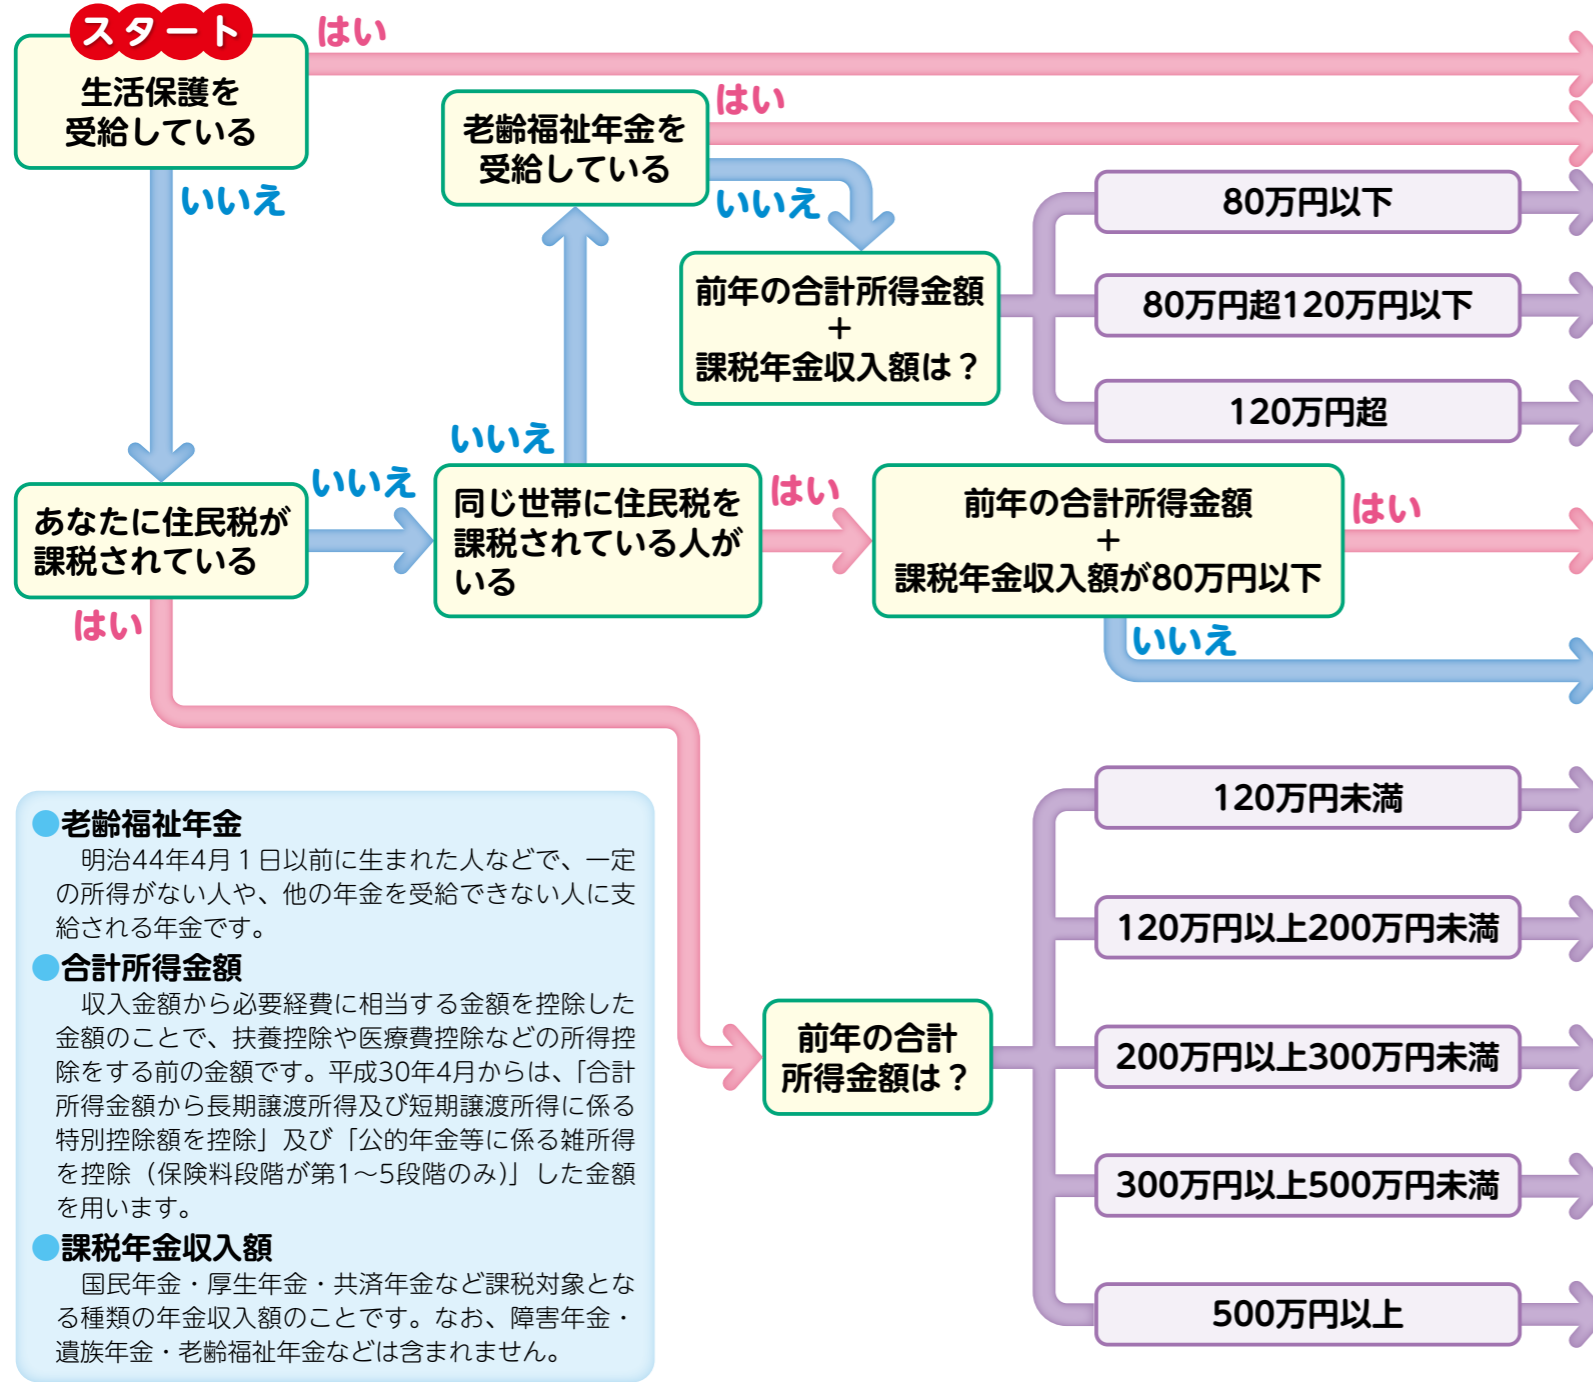 スタート
はい
生活保護を
受給している
いいえ
老齢福祉年金を
受給している
はい
いいえ
前年の合計所得金額
+
課税年金収入額は？
80万円以下
80万円超120万円以下
120万円超
あなたに住民税が
課税されている
いいえ
はい
同じ世帯に住民税を
課税されている人が
いる
いいえ
はい
前年の合計所得金額
+
課税年金収入額が80万円以下
はい
いいえ
前年の合計
所得金額は？
120万円未満
120万円以上200万円未満
200万円以上300万円未満
300万円以上500万円未満
500万円以上
●老齢福祉年金
明治44年4月1日以前に生まれた人などで、一定
の所得がない人や、他の年金を受給できない人に支
給される年金です。
●合計所得金額
収入金額から必要経費に相当する金額を控除した
金額のことで、扶養控除や医療費控除などの所得控
除をする前の金額です。平成30年4月からは、「合計
所得金額から長期譲渡所得及び短期譲渡所得に係る
特別控除額を控除」及び「公的年金等に係る雑所得
を控除（保険料段階が第1～5段階のみ）」した金額
を用います。
●課税年金収入額
国民年金・厚生年金・共済年金など課税対象とな
る種類の年金収入額のことです。なお、障害年金・
遺族年金・老齢福祉年金などは含まれません。